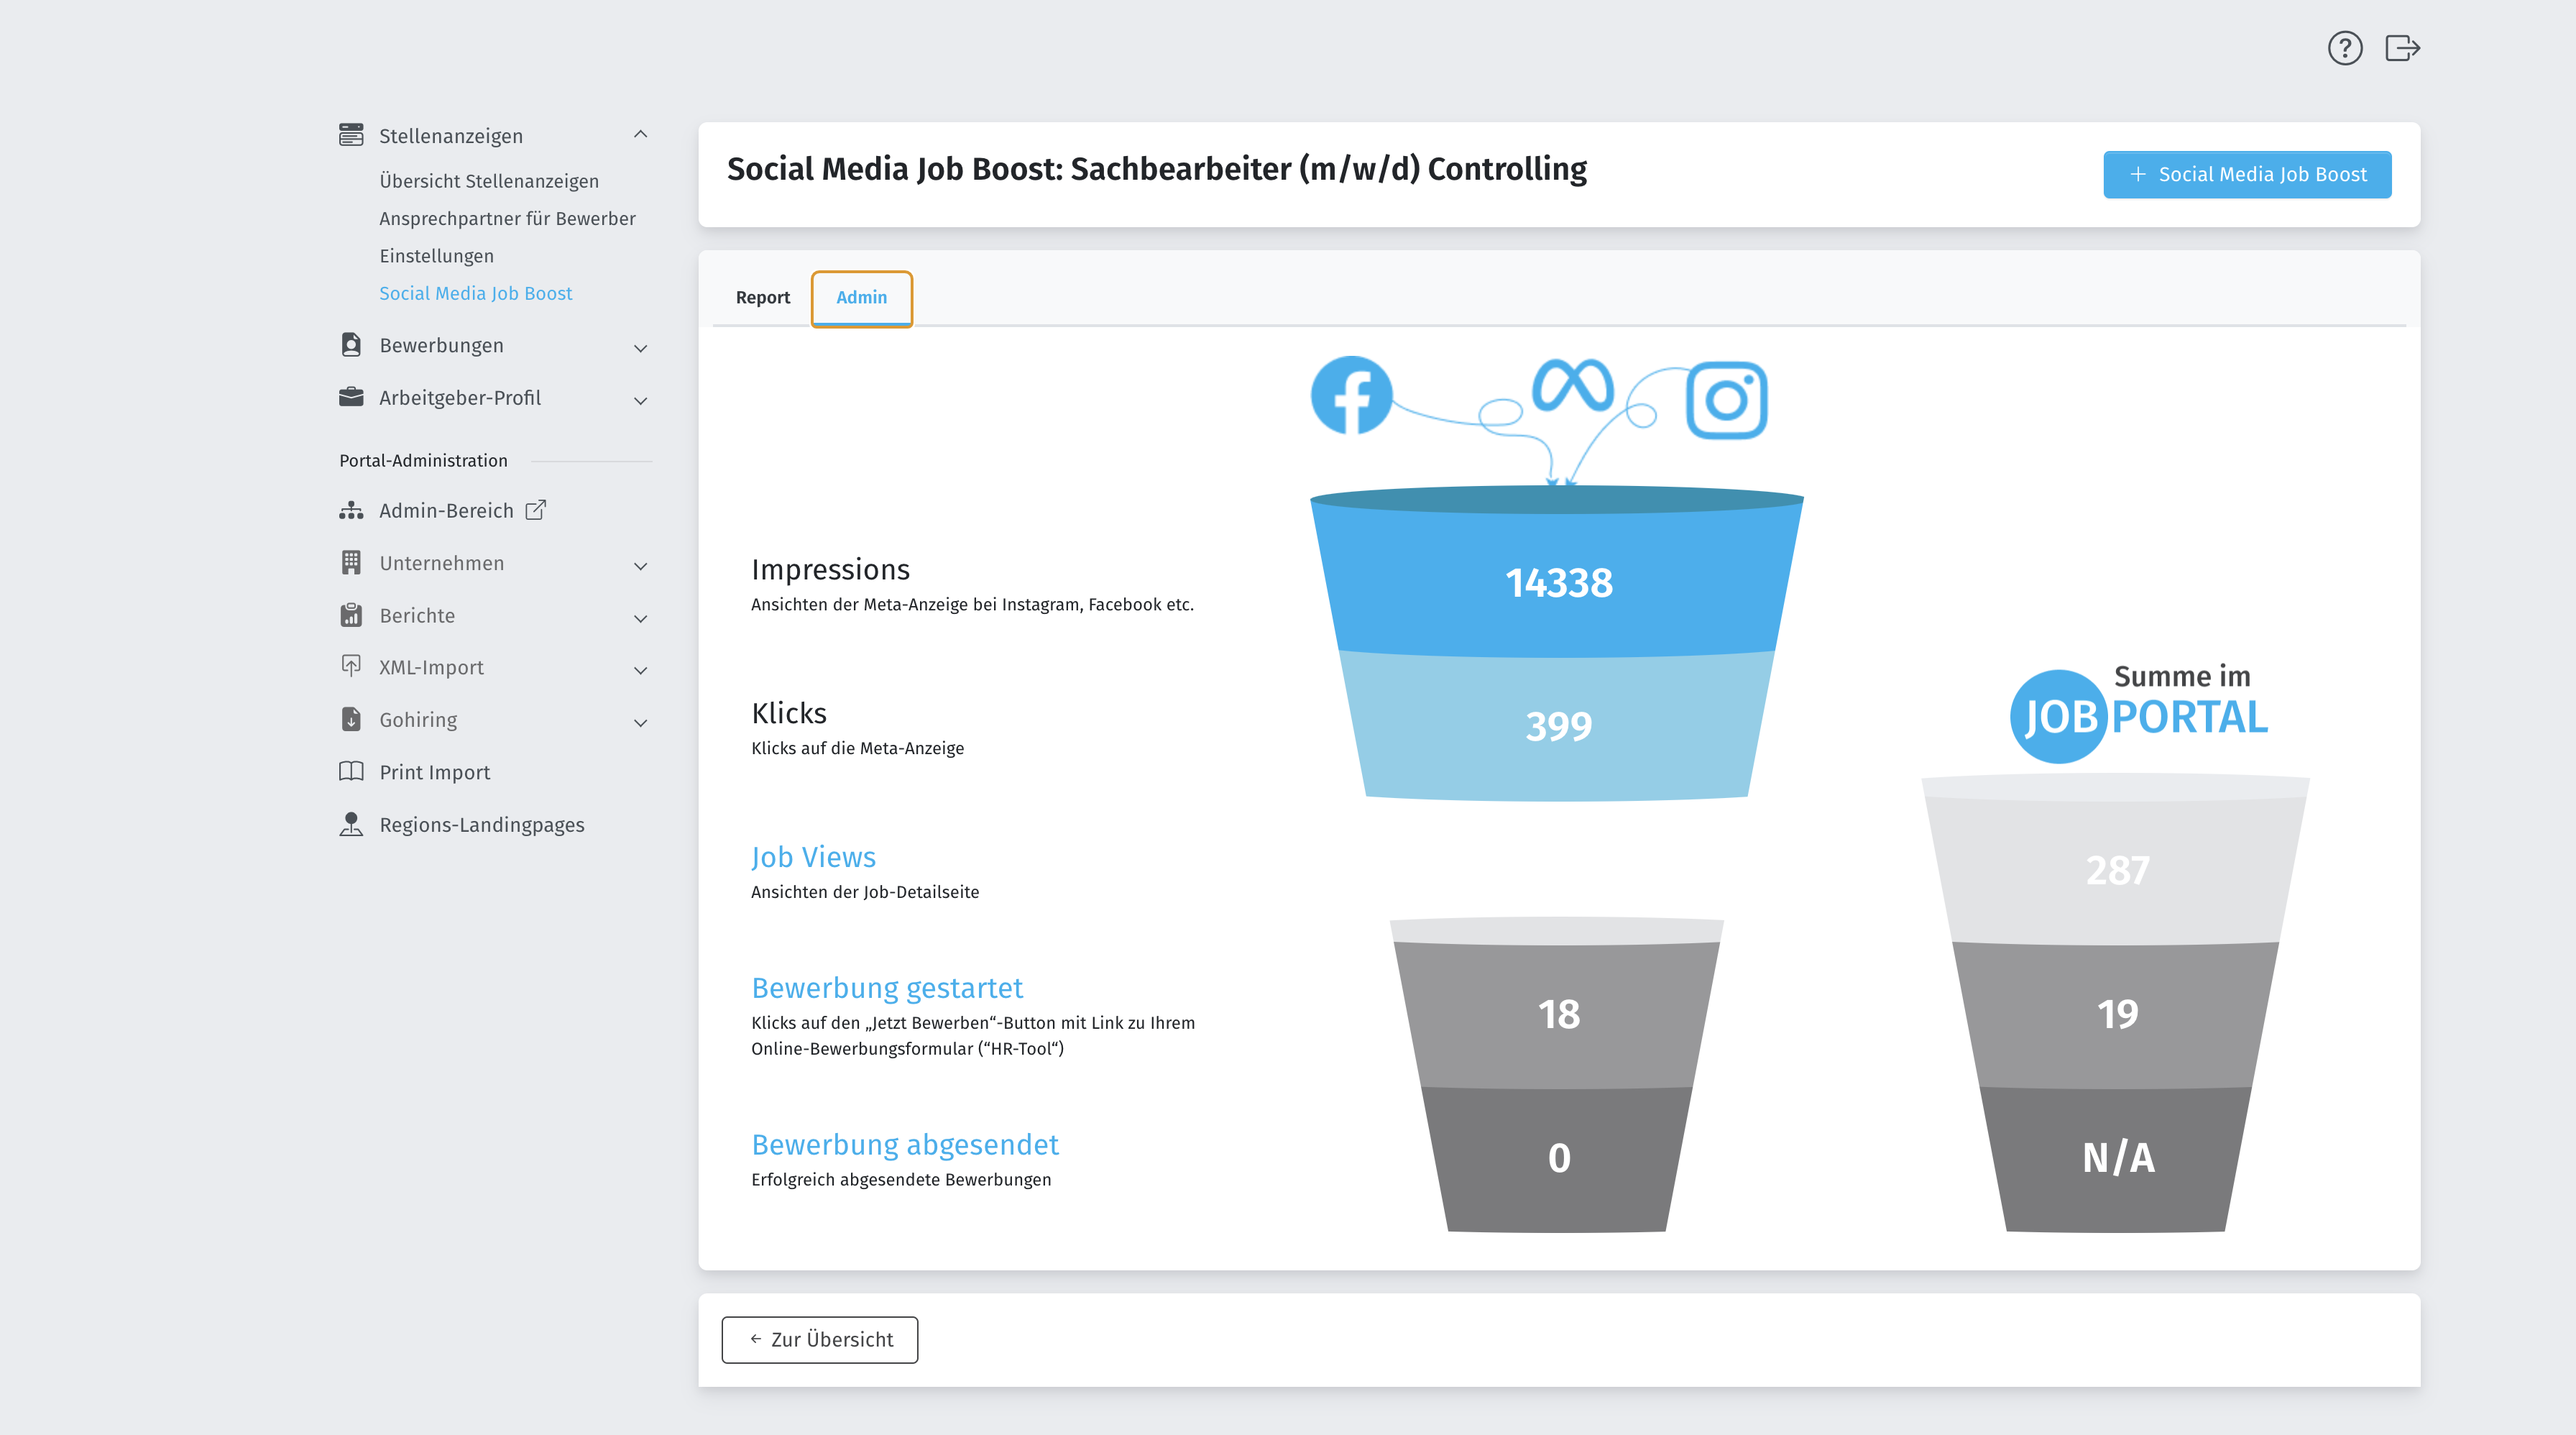 Stellenanzeigen
Übersicht Stellenanzeigen
Ansprechpartner für Bewerber
Einstellungen
Social Media Job Boost
Bewerbungen
Arbeitgeber-Profil
Portal-Administration
Admin-Bereich
Unternehmen
Berichte
XML-Import
Gohiring
Print Import
Regions-Landingpages
Social Media Job Boost: Sachbearbeiter (m/w/d) Controlling
+ Social Media Job Boost
Report
Admin
Impressions
Ansichten der Meta-Anzeige bei Instagram, Facebook etc.
14338
Klicks
Klicks auf die Meta-Anzeige
399
Summe im
JOB PORTAL
Job Views
Ansichten der Job-Detailseite
287
Bewerbung gestartet
Klicks auf den „Jetzt Bewerben“-Button mit Link zu Ihrem
Online-Bewerbungsformular (“HR-Tool“)
18
19
Bewerbung abgesendet
Erfolgreich abgesendete Bewerbungen
0
N/A
← Zur Übersicht